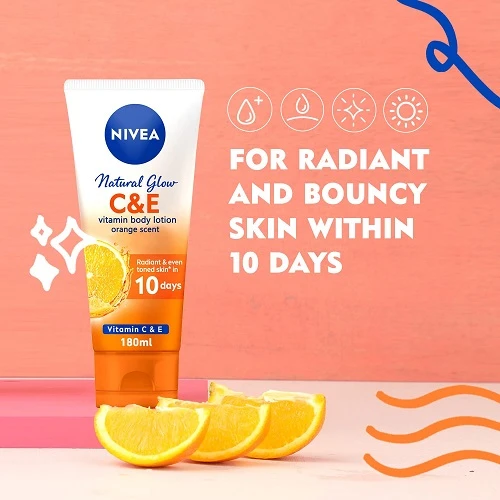 NIVEA
Natural Glow
C&E
vitamin body lotion
orange scent
Radiant & even
toned skin* in
10 days
Vitamin C & E
180ml
FOR RADIANT
AND BOUNCY
SKIN WITHIN
10 DAYS